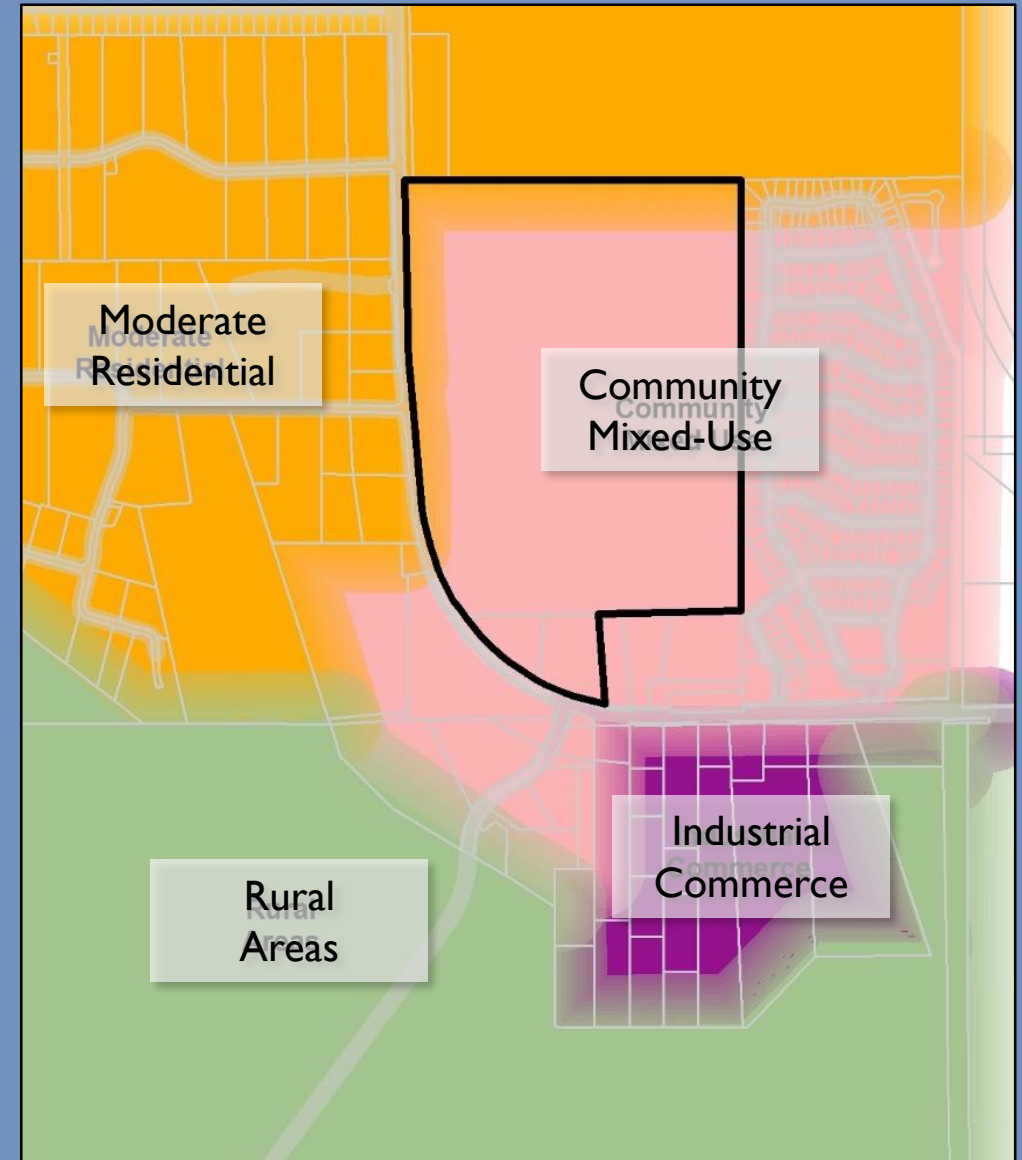 Moderate
Residential
Community
Mixed-Use
Industrial
Commerce
Rural
Areas